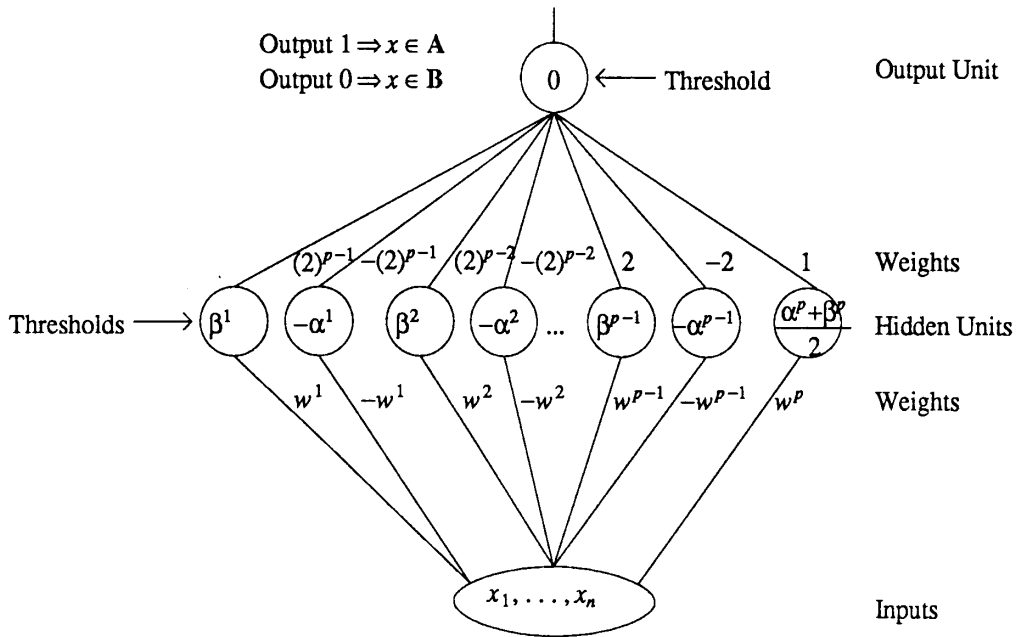 Output 1 ⇒ x ∈ A
Output 0 ⇒ x ∈ B
0
Threshold
Output Unit
(2)^{p-1} -(2)^{p-1} (2)^{p-2} -(2)^{p-2} 2 -2 1
Weights
Thresholds
β^1 -α^1 β^2 -α^2 ... β^{p-1} -α^{p-1} \frac{α^p+β^p}{2}
Hidden Units
w^1 -w^1 w^2 -w^2 w^{p-1} -w^{p-1} w^p
Weights
x_1, . . . , x_n
Inputs